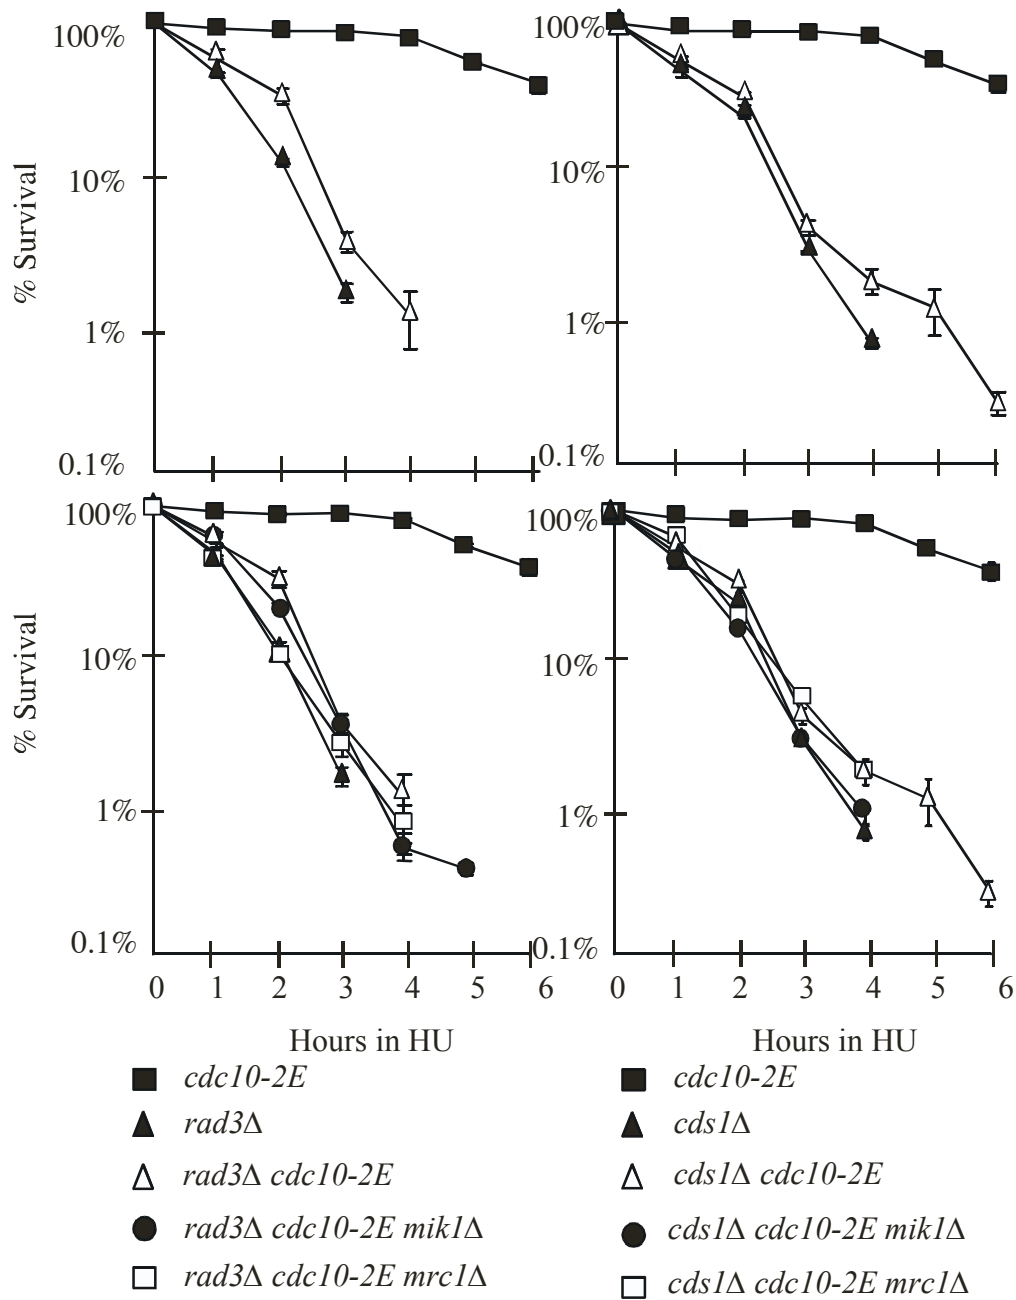 100%
10%
1%
0.1%
% Survival
100%
10%
1%
0.1%
100%
10%
1%
0.1%
% Survival
0 1 2 3 4 5 6
Hours in HU
100%
10%
1%
0.1%
0 1 2 3 4 5 6
Hours in HU
cdc10-2E
rad3Δ
rad3Δ cdc10-2E
rad3Δ cdc10-2E mik1Δ
rad3Δ cdc10-2E mrc1Δ
cdc10-2E
cds1Δ
cds1Δ cdc10-2E
cds1Δ cdc10-2E mik1Δ
cds1Δ cdc10-2E mrc1Δ